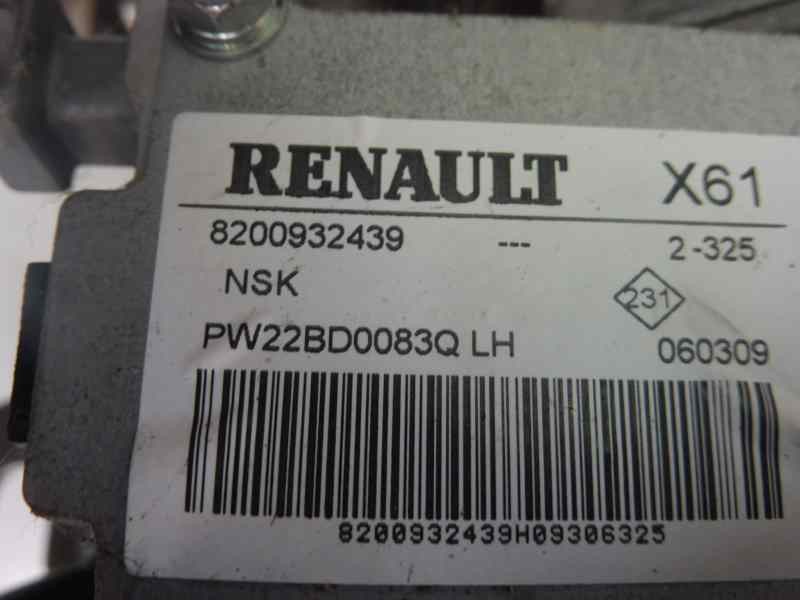 RENAULT X61
8200932439 --- 2-325
NSK 231
PW22BD0083Q LH 060309
8200932439H09306325